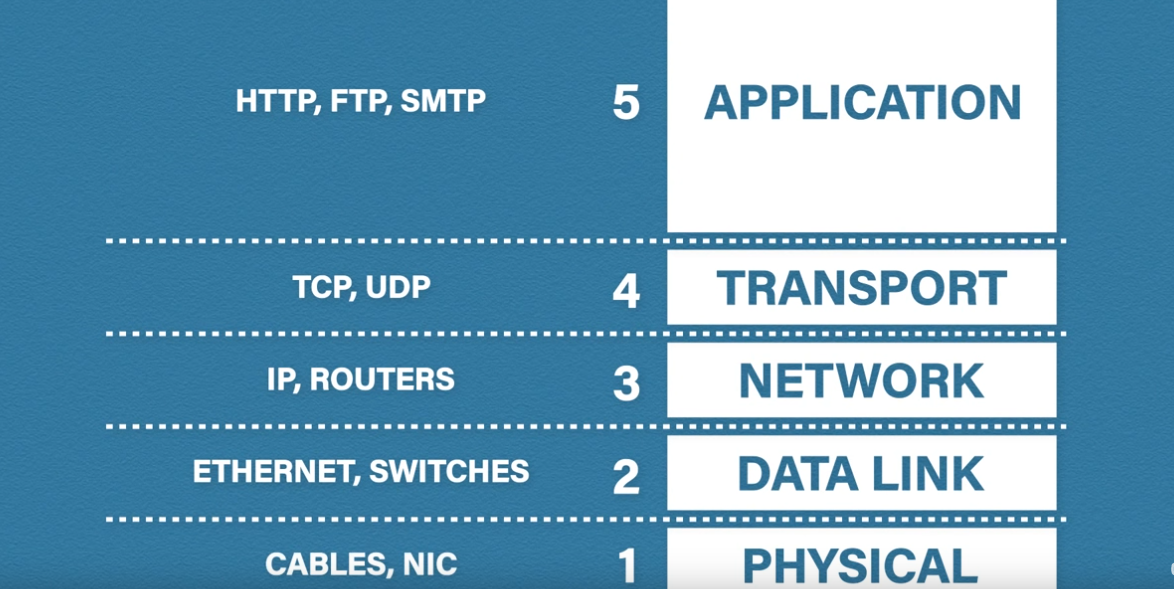 HTTP, FTP, SMTP 5 APPLICATION
TCP, UDP 4 TRANSPORT
IP, ROUTERS 3 NETWORK
ETHERNET, SWITCHES 2 DATA LINK
CABLES, NIC 1 PHYSICAL